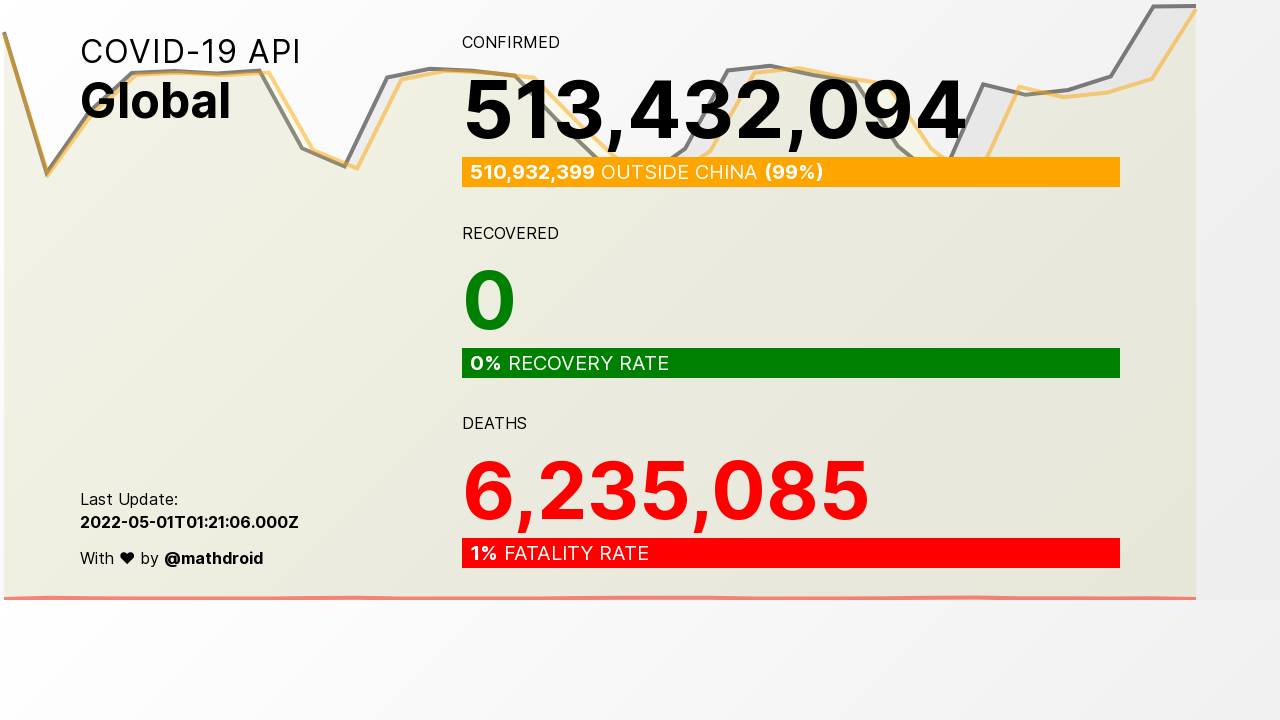 COVID-19 API
Global
CONFIRMED
513,432,094
510,932,399 OUTSIDE CHINA (99%)
RECOVERED
0
0% RECOVERY RATE
DEATHS
6,235,085
1% FATALITY RATE
Last Update:
2022-05-01T01:21:06.000Z
With ♥ by @mathdroid